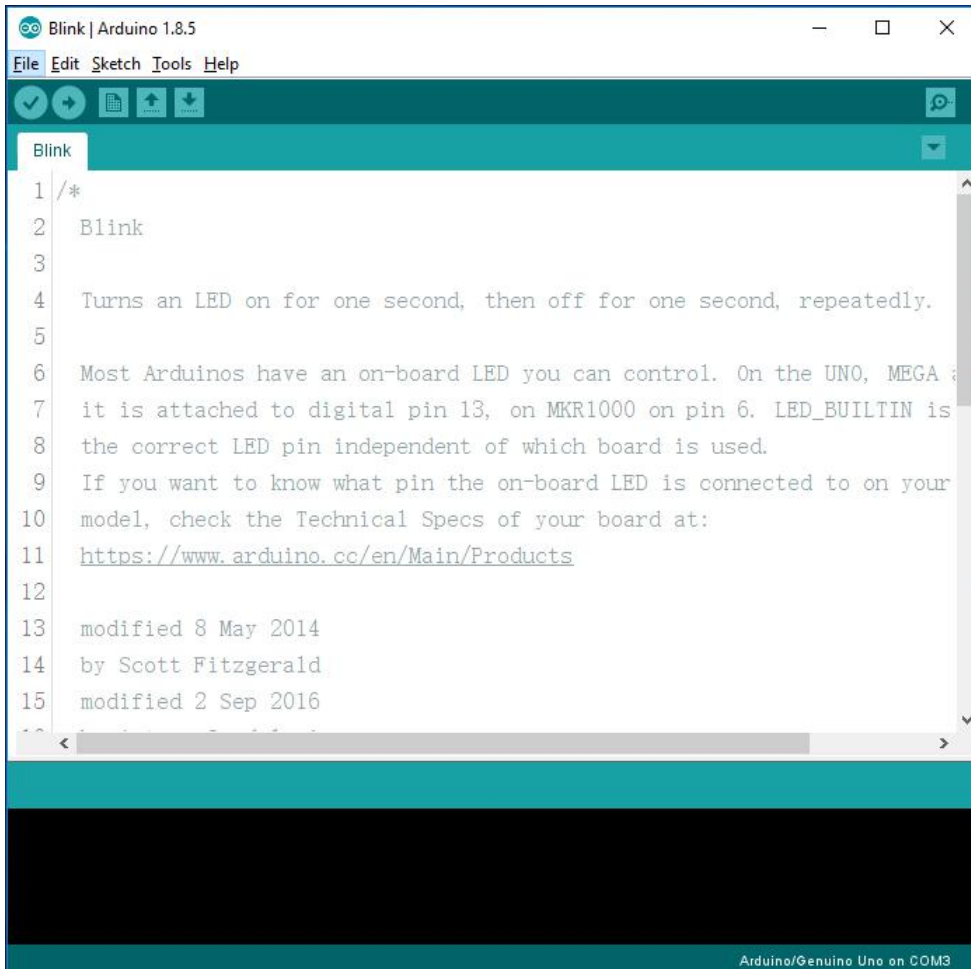 Blink | Arduino 1.8.5
File Edit Sketch Tools Help
Blink
1 /*
2 Blink
3
4 Turns an LED on for one second, then off for one second, repeatedly.
5
6 Most Arduinos have an on-board LED you can control. On the UNO, MEGA
7 it is attached to digital pin 13, on MKR1000 on pin 6. LED_BUILTIN is
8 the correct LED pin independent of which board is used.
9 If you want to know what pin the on-board LED is connected to on your
10 model, check the Technical Specs of your board at:
11 https://www.arduino.cc/en/Main/Products
12
13 modified 8 May 2014
14 by Scott Fitzgerald
15 modified 2 Sep 2016
Arduino/Genuino Uno on COM3